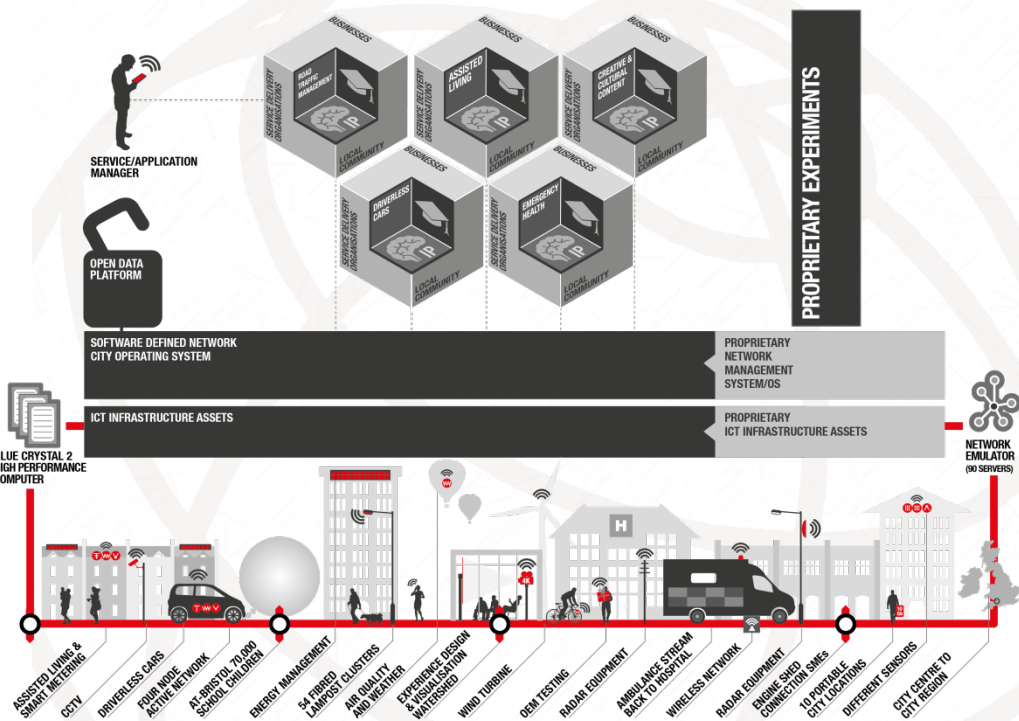 BUSINESSES
SERVICE DELIVERY
ORGANISATIONS
ROAD
TRAFFIC
MANAGEMENT
IP
LOCAL
COMMUNITY
BUSINESSES
SERVICE DELIVERY
ORGANISATIONS
ASSISTED
LIVING
IP
LOCAL
COMMUNITY
BUSINESSES
SERVICE DELIVERY
ORGANISATIONS
CREATIVE &
CULTURAL
CONTENT
IP
LOCAL
COMMUNITY
PROPRIETARY EXPERIMENTS
SERVICE/APPLICATION
MANAGER
BUSINESSES
SERVICE DELIVERY
ORGANISATIONS
DRIVERLESS
CARS
IP
LOCAL
COMMUNITY
BUSINESSES
SERVICE DELIVERY
ORGANISATIONS
EMERGENCY
HEALTH
IP
LOCAL
COMMUNITY
OPEN DATA
PLATFORM
SOFTWARE DEFINED NETWORK
CITY OPERATING SYSTEM
PROPRIETARY
NETWORK
MANAGEMENT
SYSTEM/OS
ICT INFRASTRUCTURE ASSETS
PROPRIETARY
ICT INFRASTRUCTURE ASSETS
LUE CRYSTAL 2
IGH PERFORMANCE
OMPUTER
NETWORK
EMULATOR
(90 SERVERS)
H
4K
ASSISTED LIVING &
SMART METERING
CCTV
DRIVERLESS CARS
FOUR NODE
ACTIVE NETWORK
AT-BRISTOL 70,000
SCHOOL CHILDREN
ENERGY MANAGEMENT
54 FIBRED
LAMPOST CLUSTERS
AIR QUALITY
AND WEATHER
EXPERIENCE DESIGN
& VISUALISATION
WATERSHED
WIND TURBINE
OEM TESTING
RADAR EQUIPMENT
AMBULANCE STREAM
BACK TO HOSPITAL
WIRELESS NETWORK
RADAR EQUIPMENT
ENGINE SHED
CONNECTION SMEs
10 PORTABLE
CITY LOCATIONS
DIFFERENT SENSORS
CITY CENTRE TO
CITY REGION